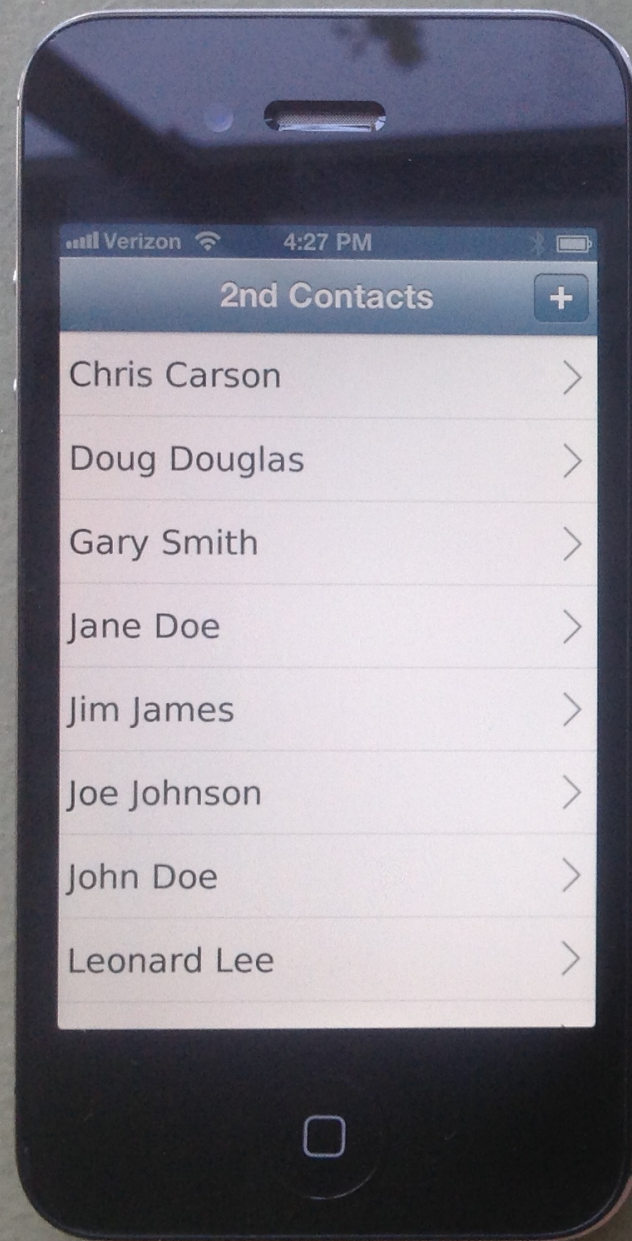 Verizon 4:27 PM
2nd Contacts +
Chris Carson
Doug Douglas
Gary Smith
Jane Doe
Jim James
Joe Johnson
John Doe
Leonard Lee